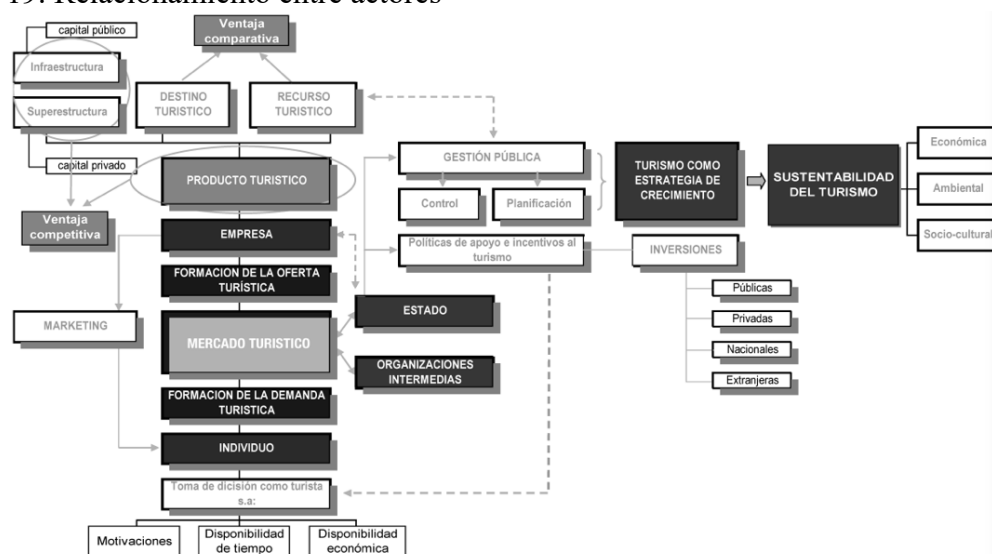 19. Relacionamiento entre actores
capital público
Infraestructura
Superestructura
capital privado
Ventaja
comparativa
DESTINO
TURISTICO
RECURSO
TURISTICO
PRODUCTO TURISTICO
Ventaja
competitiva
EMPRESA
FORMACION DE LA OFERTA
TURÍSTICA
MARKETING
MERCADO TURISTICO
ESTADO
ORGANIZACIONES
INTERMEDIAS
FORMACION DE LA DEMANDA
TURISTICA
INDIVIDUO
Toma de dicisión como turista
s.a:
Motivaciones
Disponibilidad
de tiempo
Disponibilidad
económica
GESTIÓN PÚBLICA
Control
Planificación
Políticas de apoyo e incentivos al
turismo
TURISMO COMO
ESTRATEGIA DE
CRECIMIENTO
SUSTENTABILIDAD
DEL TURISMO
Económica
Ambiental
Socio-cultural
INVERSIONES
Públicas
Privadas
Nacionales
Extranjeras